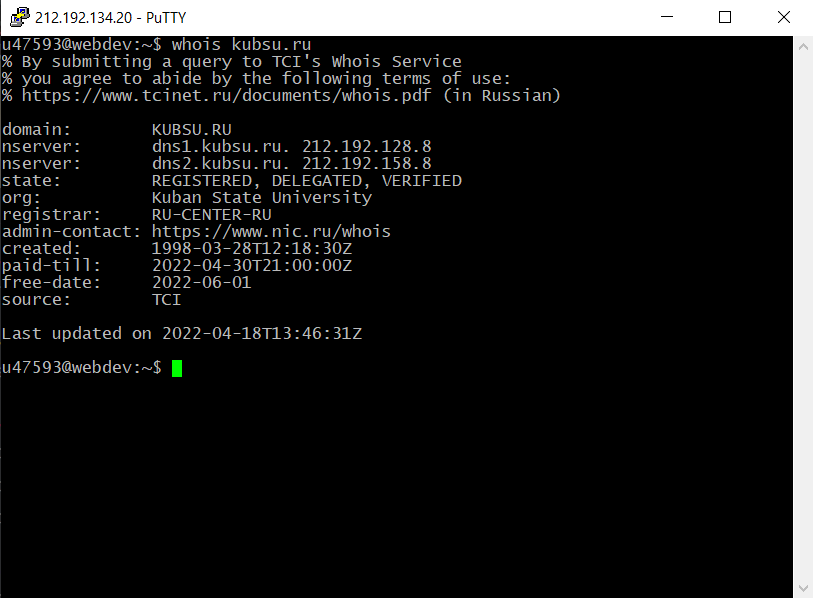 212.192.134.20 - PuTTY
u47593@webdev:~$ whois kubsu.ru
% By submitting a query to TCI's Whois Service
% you agree to abide by the following terms of use:
% https://www.tcinet.ru/documents/whois.pdf (in Russian)
domain:        KUBSU.RU
nserver:       dns1.kubsu.ru. 212.192.128.8
nserver:       dns2.kubsu.ru. 212.192.158.8
state:         REGISTERED, DELEGATED, VERIFIED
org:           Kuban State University
registrar:     RU-CENTER-RU
admin-contact: https://www.nic.ru/whois
created:       1998-03-28T12:18:30Z
paid-till:     2022-04-30T21:00:00Z
free-date:     2022-06-01
source:        TCI
Last updated on 2022-04-18T13:46:31Z
u47593@webdev:~$